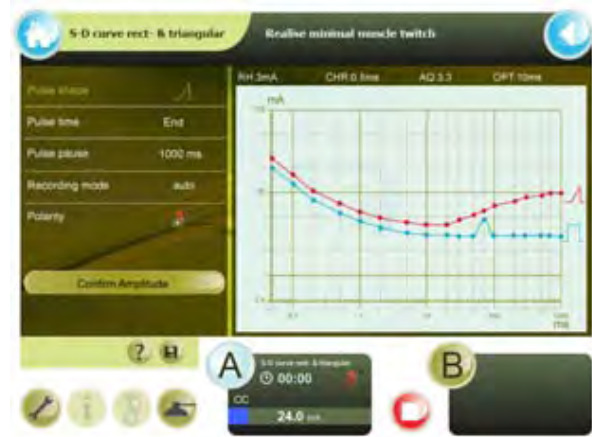 S-D curve rect- & triangular
Realise minimal muscle twitch
Pulse shape
Pulse time End
Pulse pause 1000 ms
Recording mode auto
Polarity
Confirm Amplitude
RH 3mA CHR 0.5ms AQ 3.3 OPT 10ms
mA
ms
?
A
S-D curve rect- & triangular
00:00
CC
24.0 mA
B